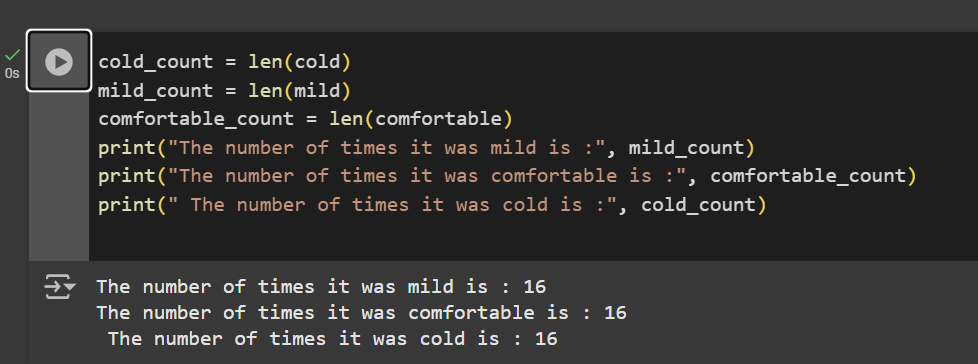 cold_count = len(cold)
0s
mild_count = len(mild)
comfortable_count = len(comfortable)
print("The number of times it was mild is :", mild_count)
print("The number of times it was comfortable is :", comfortable_count)
print(" The number of times it was cold is :", cold_count)
The number of times it was mild is : 16
The number of times it was comfortable is : 16
 The number of times it was cold is : 16